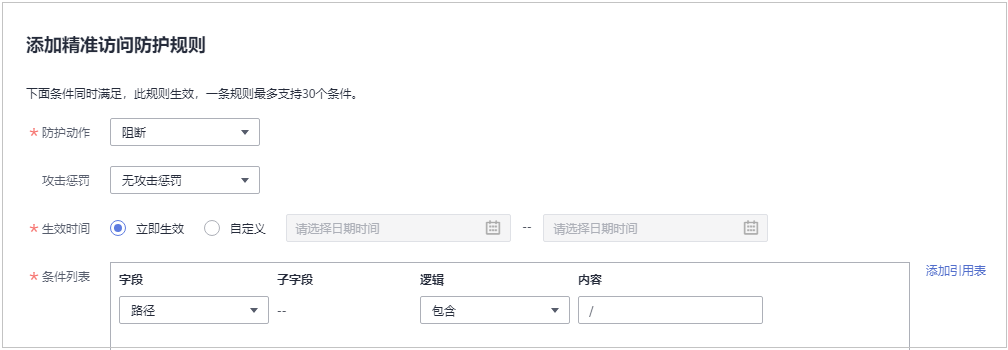 添加精准访问防护规则
下面条件同时满足，此规则生效，一条规则最多支持30个条件。
* 防护动作 阻断
攻击惩罚 无攻击惩罚
* 生效时间 立即生效 自定义 请选择日期时间 -- 请选择日期时间
* 条件列表 字段 子字段 逻辑 内容 添加引用表
路径 -- 包含 /